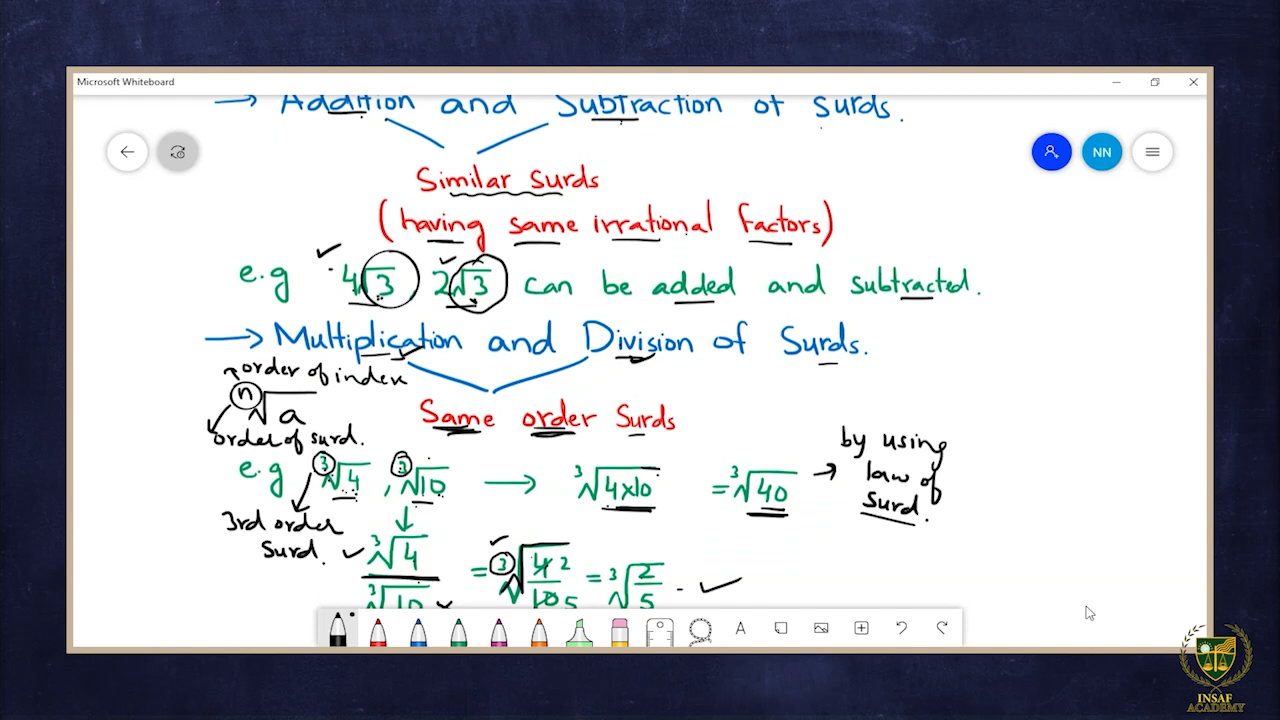 Microsoft Whiteboard
→ Addition and Subtraction of Surds.
NN
Similar Surds
(having same irrational factors)
e.g 4√3, 2√3 can be added and subtracted.
→ Multiplication and Division of Surds.
order of index
ⁿ√a
order of surd.
Same order Surds
e.g ³√4, ³√10 → ³√4x10 = ³√40 → by using law of surd.
3rd order surd.
³√4 / ³√10 = ³√4/10 2/5 = ³√2/5
A
INSAF
ACADEMY